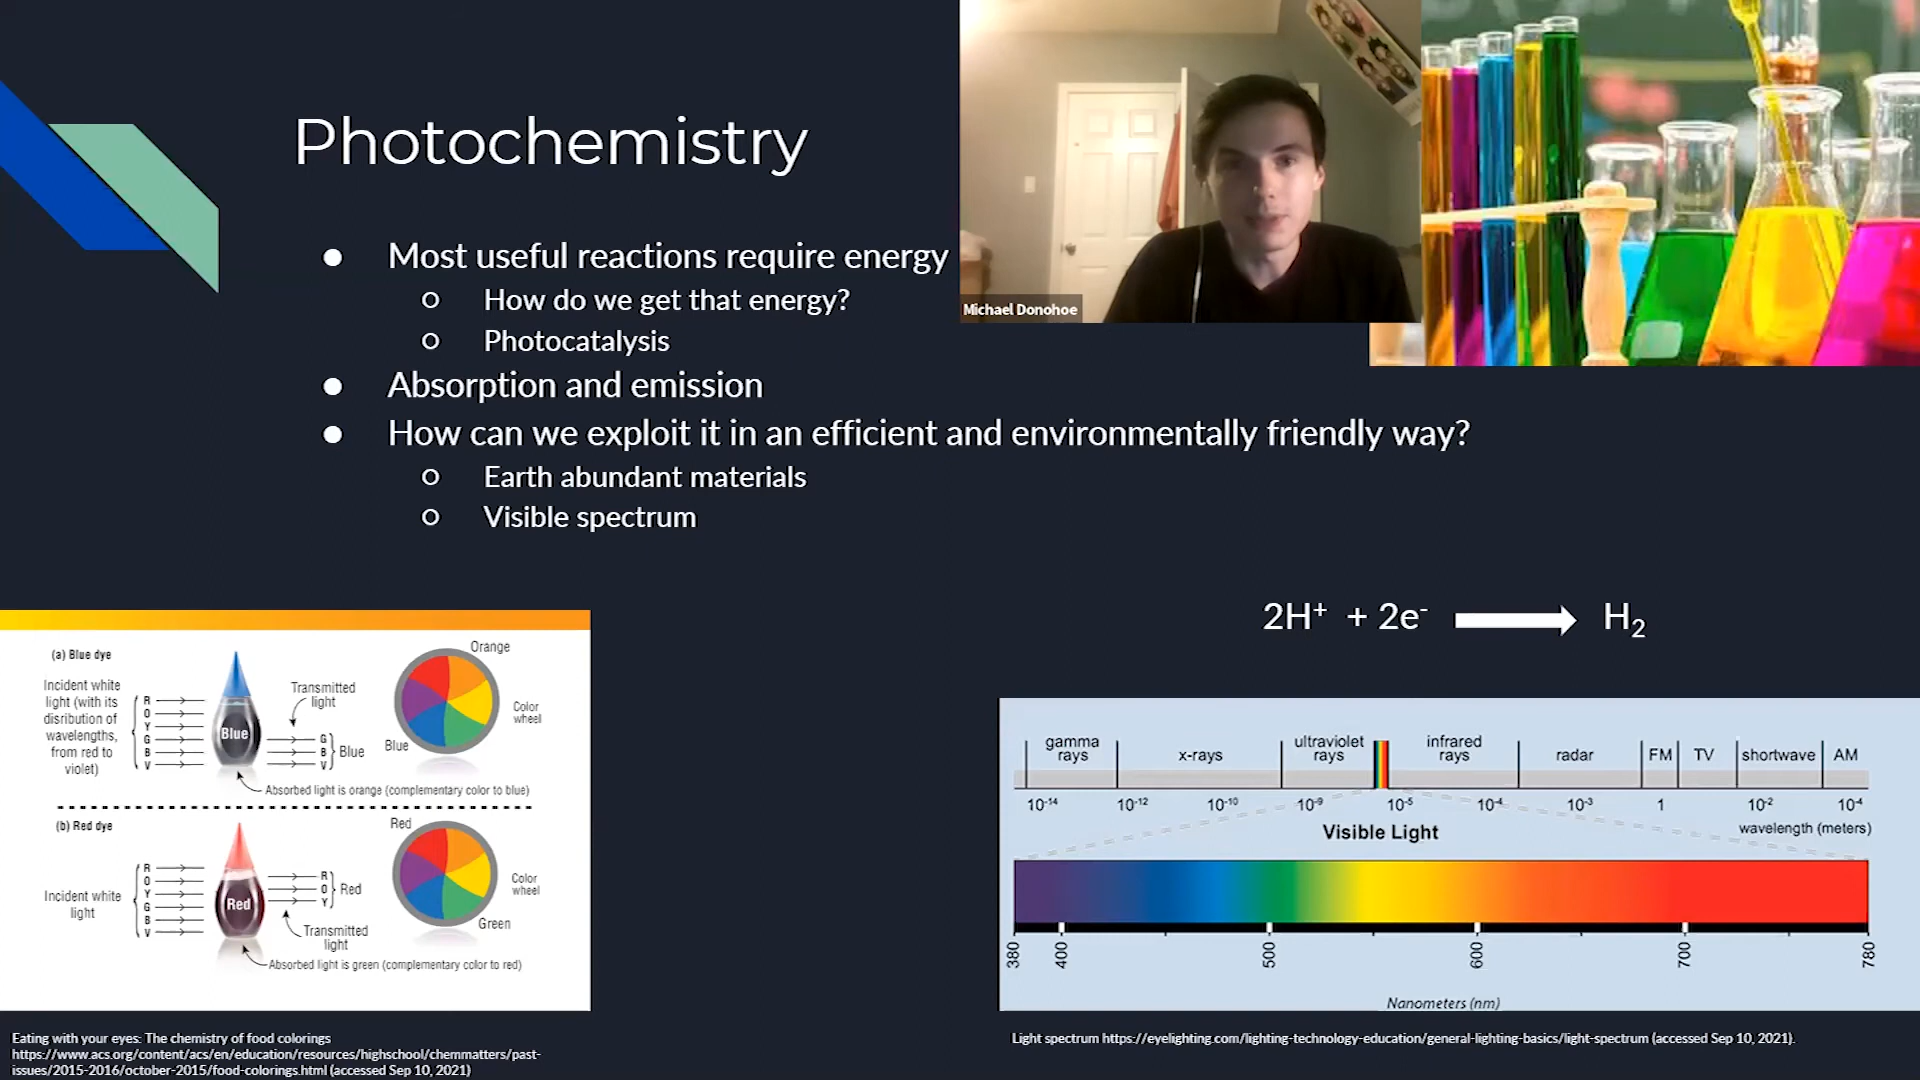 Photochemistry
● Most useful reactions require energy
○ How do we get that energy?
○ Photocatalysis
● Absorption and emission
● How can we exploit it in an efficient and environmentally friendly way?
○ Earth abundant materials
○ Visible spectrum
Michael Donohoe
2H⁺ + 2e⁻ ⟶ H₂
(a) Blue dye
Incident white
light (with its
disribution of
wavelengths,
from red to
violet)
R
O
Y
G
B
V
Blue
Transmitted
light
G
B
V
Blue
Orange
Color
wheel
Blue
Absorbed light is orange (complementary color to blue)
(b) Red dye
Incident white
light
R
O
Y
G
B
V
Red
R
O
Y
Red
Transmitted
light
Red
Color
wheel
Green
Absorbed light is green (complementary color to red)
gamma
rays
x-rays
ultraviolet
rays
infrared
rays
radar
FM
TV
shortwave
AM
10⁻¹⁴ 10⁻¹² 10⁻¹⁰ 10⁻⁹ 10⁻⁵ 10⁻⁴ 10⁻³ 1 10⁻² 10⁻⁴
wavelength (meters)
Visible Light
380 400 500 600 700 780
Nanometers (nm)
Eating with your eyes: The chemistry of food colorings
https://www.acs.org/content/acs/en/education/resources/highschool/chemmatters/past-
issues/2015-2016/october-2015/food-colorings.html (accessed Sep 10, 2021)
Light spectrum https://eyelighting.com/lighting-technology-education/general-lighting-basics/light-spectrum (accessed Sep 10, 2021).